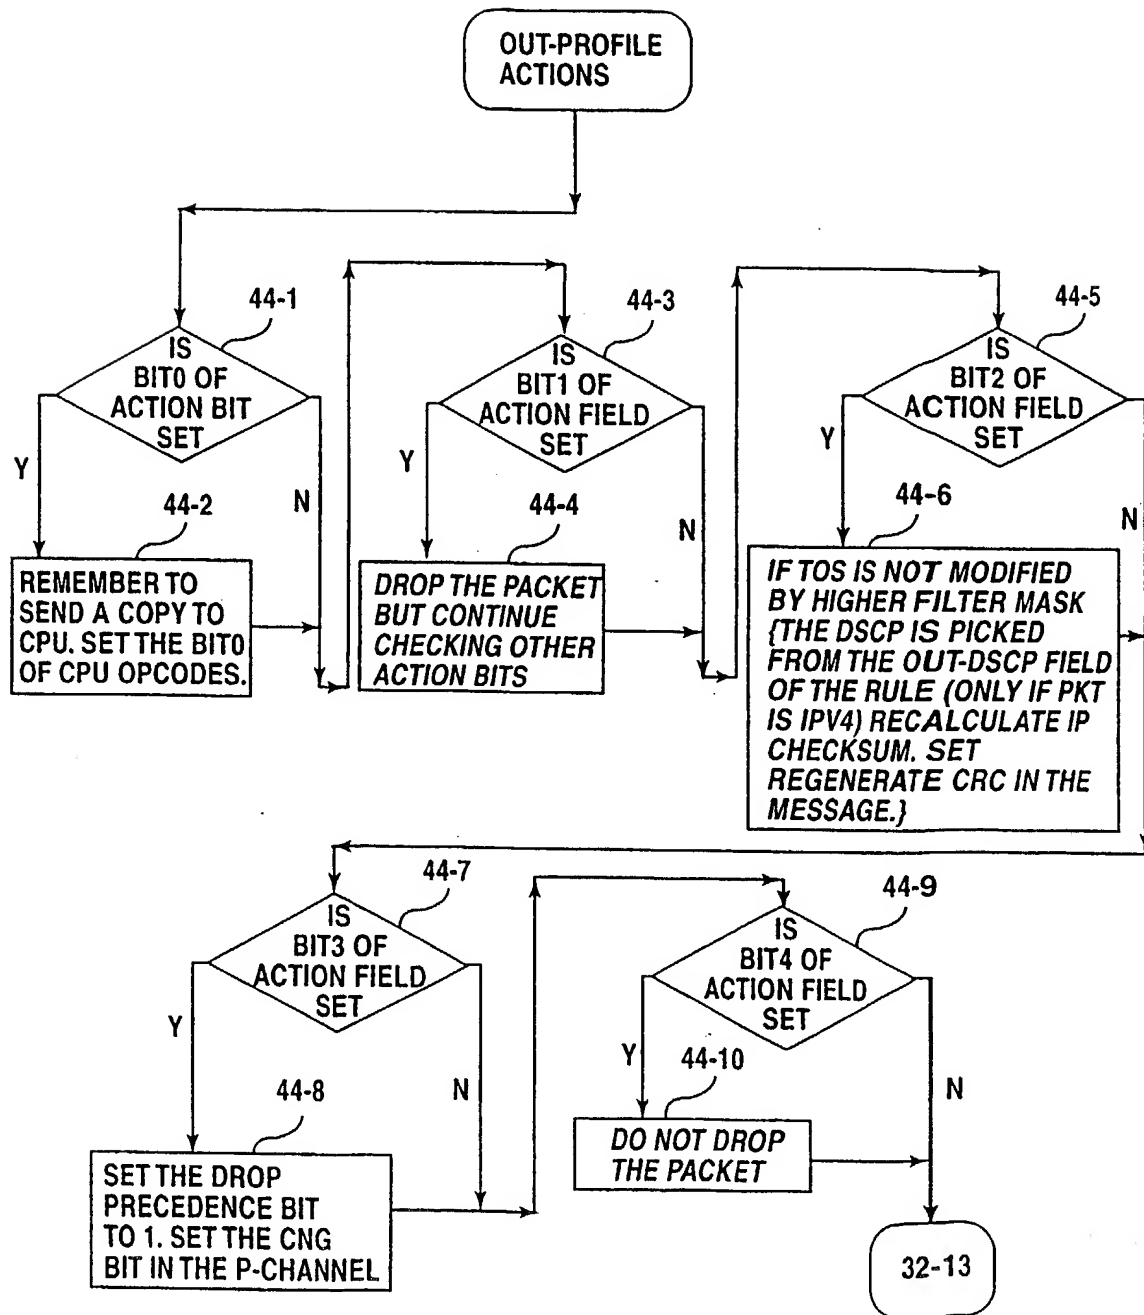 OUT-PROFILE
ACTIONS
44-1
IS
BIT0 OF
ACTION BIT
SET
Y
N
44-2
REMEMBER TO
SEND A COPY TO
CPU. SET THE BIT0
OF CPU OPCODES.
44-3
IS
BIT1 OF
ACTION FIELD
SET
Y
N
44-4
DROP THE PACKET
BUT CONTINUE
CHECKING OTHER
ACTION BITS
44-5
IS
BIT2 OF
ACTION FIELD
SET
Y
N
44-6
IF TOS IS NOT MODIFIED
BY HIGHER FILTER MASK
{THE DSCP IS PICKED
FROM THE OUT-DSCP FIELD
OF THE RULE (ONLY IF PKT
IS IPV4) RECALCULATE IP
CHECKSUM. SET
REGENERATE CRC IN THE
MESSAGE.}
44-7
IS
BIT3 OF
ACTION FIELD
SET
Y
N
44-8
SET THE DROP
PRECEDENCE BIT
TO 1. SET THE CNG
BIT IN THE P-CHANNEL
44-9
IS
BIT4 OF
ACTION FIELD
SET
Y
N
44-10
DO NOT DROP
THE PACKET
32-13